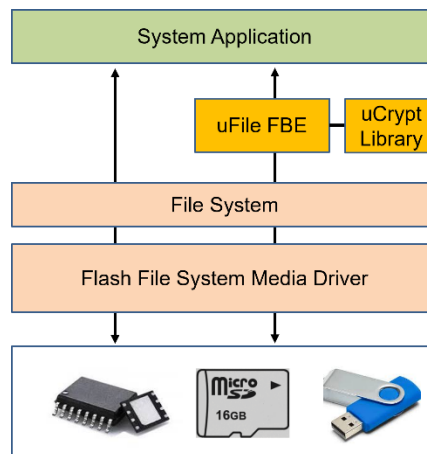 System Application
uFile FBE
uCrypt
Library
File System
Flash File System Media Driver
Micro
SD
16GB